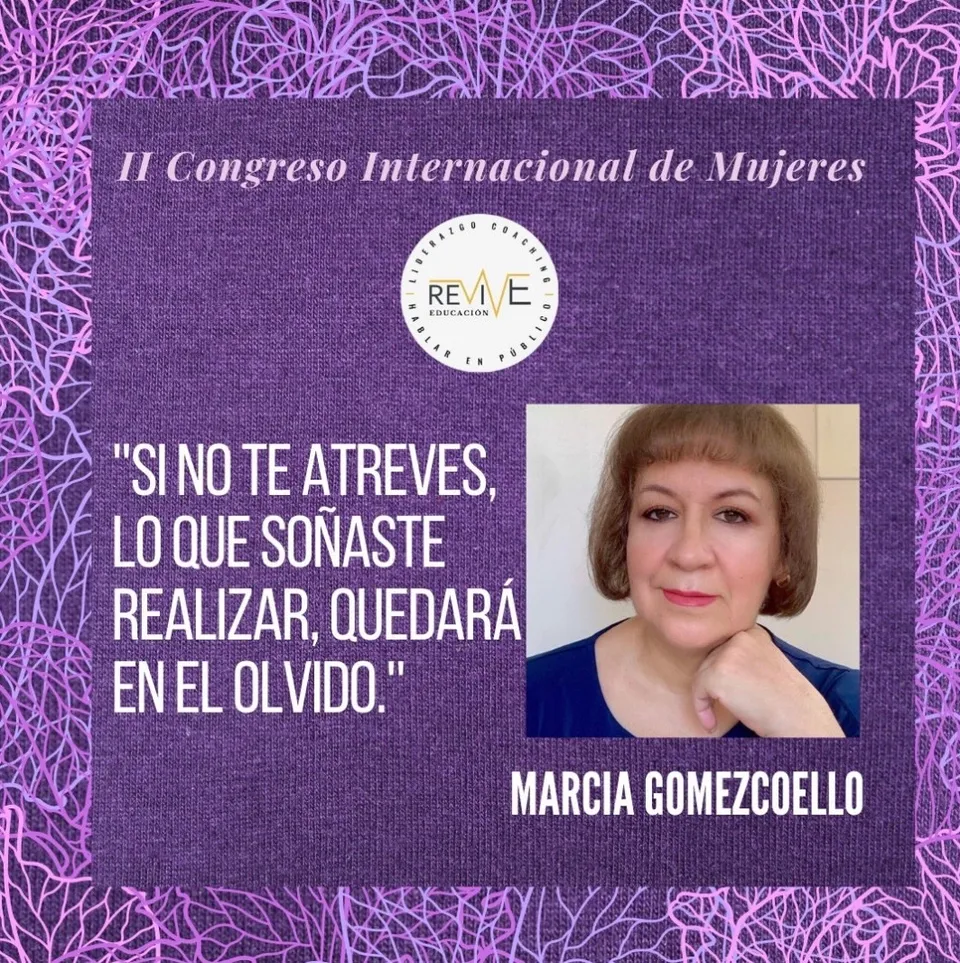 II Congreso Internacional de Mujeres
LIDERAZGO COACHING
REVIVE
EDUCACIÓN
HABLAR EN PÚBLICO
"SI NO TE ATREVES,
LO QUE SOÑASTE
REALIZAR, QUEDARÁ
EN EL OLVIDO."
MARCIA GOMEZCOELLO